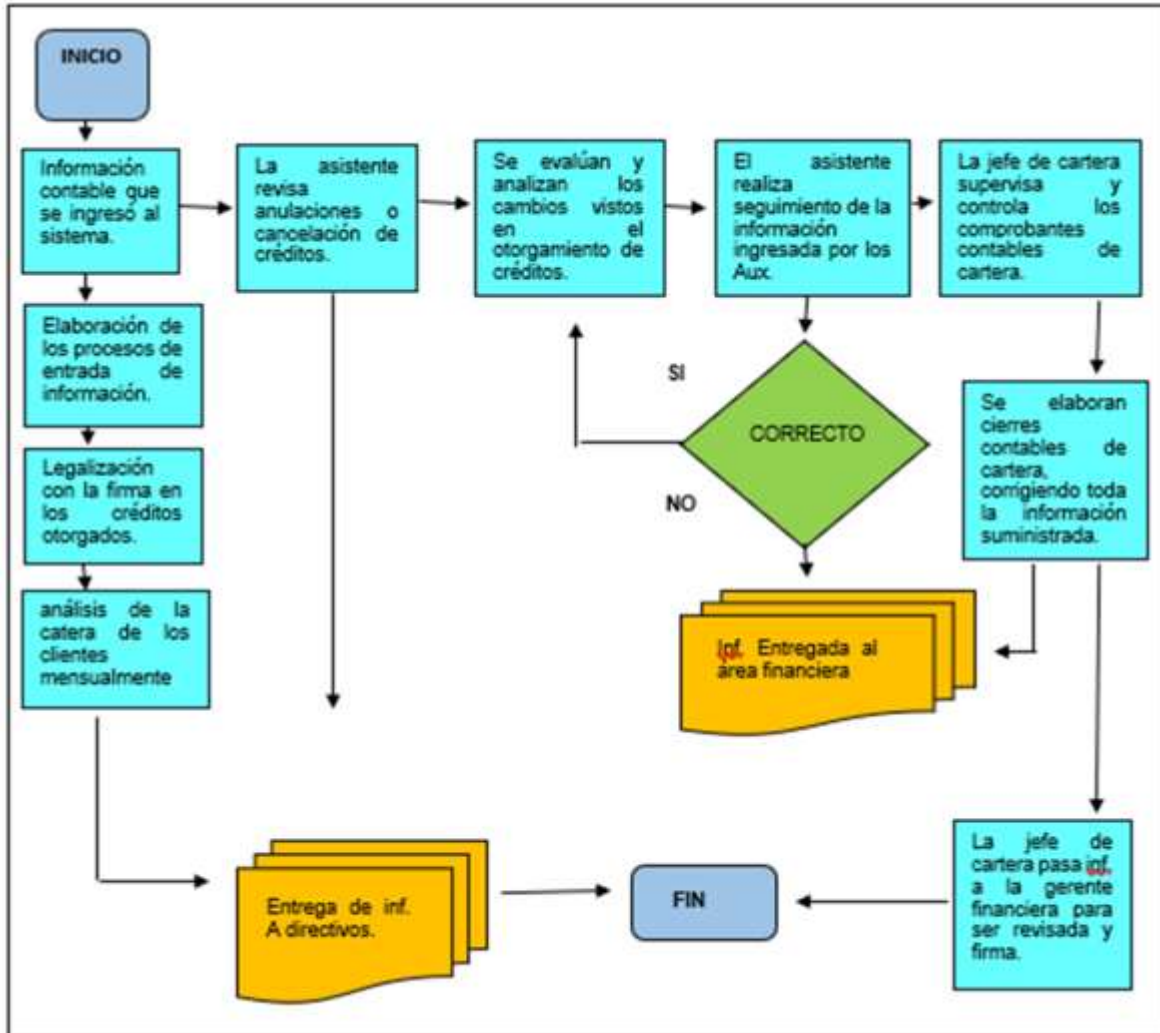 INICIO
Información
contable que
se ingresó al
sistema.
La asistente
revisa
anulaciones o
cancelación de
créditos.
Se evalúan y
analizan los
cambios vistos
en el
otorgamiento de
créditos.
El asistente
realiza
seguimiento de la
información
ingresada por los
Aux.
La jefe de cartera
supervisa y
controla los
comprobantes
contables de
cartera.
Elaboración de
los procesos de
entrada de
información.
Legalización
con la firma en
los créditos
otorgados.
análisis de la
catera de los
clientes
mensualmente
SI
CORRECTO
NO
Se elaboran
cierres
contables de
cartera,
corrigiendo toda
la información
suministrada.
Inf. Entregada al
área financiera
Entrega de inf.
A directivos.
FIN
La jefe de
cartera pasa inf.
a la gerente
financiera para
ser revisada y
firma.